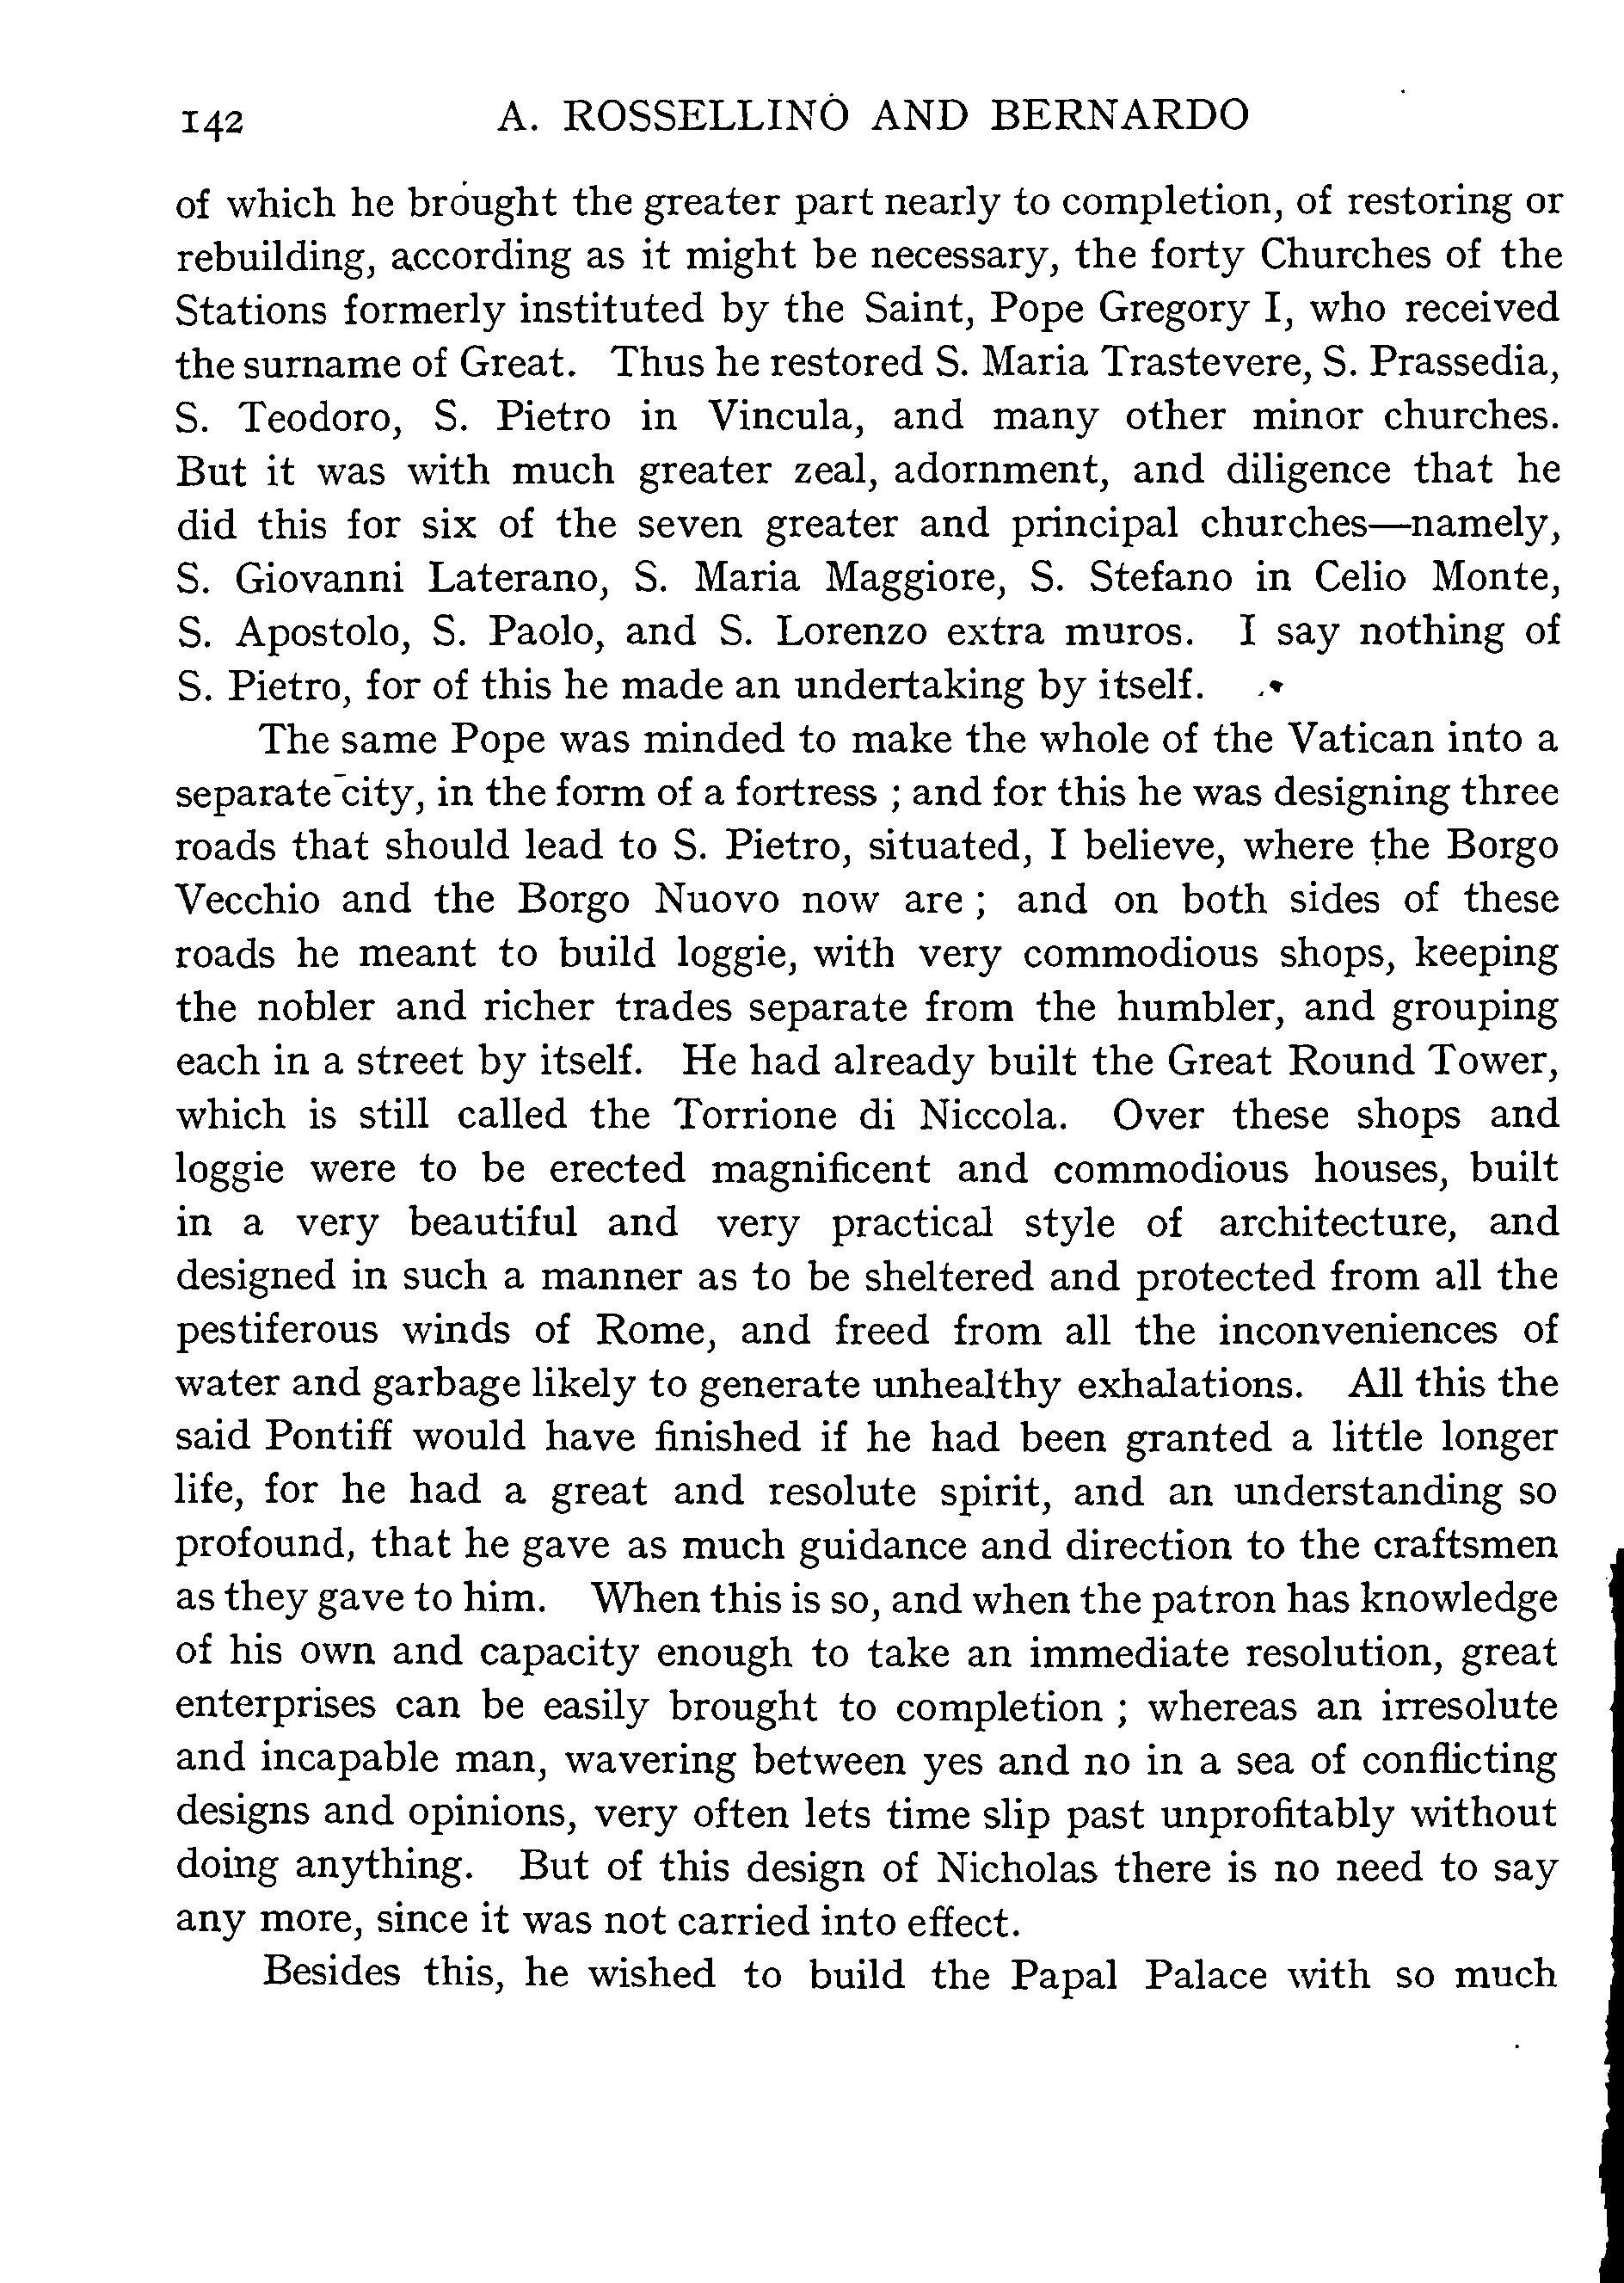 142 A. ROSSELLINO AND BERNARDO
of which he brought the greater part nearly to completion, of restoring or
rebuilding, according as it might be necessary, the forty Churches of the
Stations formerly instituted by the Saint, Pope Gregory I, who received
the surname of Great. Thus he restored S. Maria Trastevere, S. Prassedia,
S. Teodoro, S. Pietro in Vincula, and many other minor churches.
But it was with much greater zeal, adornment, and diligence that he
did this for six of the seven greater and principal churches—namely,
S. Giovanni Laterano, S. Maria Maggiore, S. Stefano in Celio Monte,
S. Apostolo, S. Paolo, and S. Lorenzo extra muros. I say nothing of
S. Pietro, for of this he made an undertaking by itself.
The same Pope was minded to make the whole of the Vatican into a
separate city, in the form of a fortress ; and for this he was designing three
roads that should lead to S. Pietro, situated, I believe, where the Borgo
Vecchio and the Borgo Nuovo now are ; and on both sides of these
roads he meant to build loggie, with very commodious shops, keeping
the nobler and richer trades separate from the humbler, and grouping
each in a street by itself. He had already built the Great Round Tower,
which is still called the Torrione di Niccola. Over these shops and
loggie were to be erected magnificent and commodious houses, built
in a very beautiful and very practical style of architecture, and
designed in such a manner as to be sheltered and protected from all the
pestiferous winds of Rome, and freed from all the inconveniences of
water and garbage likely to generate unhealthy exhalations. All this the
said Pontiff would have finished if he had been granted a little longer
life, for he had a great and resolute spirit, and an understanding so
profound, that he gave as much guidance and direction to the craftsmen
as they gave to him. When this is so, and when the patron has knowledge
of his own and capacity enough to take an immediate resolution, great
enterprises can be easily brought to completion ; whereas an irresolute
and incapable man, wavering between yes and no in a sea of conflicting
designs and opinions, very often lets time slip past unprofitably without
doing anything. But of this design of Nicholas there is no need to say
any more, since it was not carried into effect.
Besides this, he wished to build the Papal Palace with so much